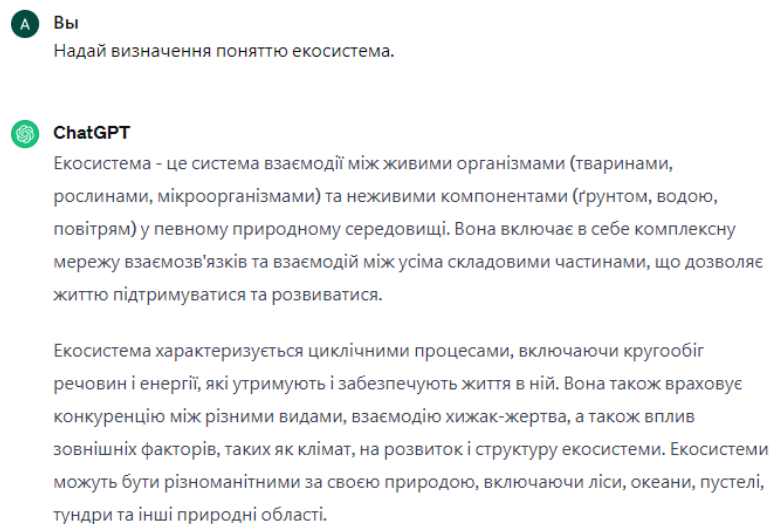 A Вы
Надай визначення поняттю екосистема.
ChatGPT
Екосистема - це система взаємодії між живими організмами (тваринами,
рослинами, мікроорганізмами) та неживими компонентами (ґрунтом, водою,
повітрям) у певному природному середовищі. Вона включає в себе комплексну
мережу взаємозв'язків та взаємодій між усіма складовими частинами, що дозволяє
життю підтримуватися та розвиватися.
Екосистема характеризується циклічними процесами, включаючи кругообіг
речовин і енергії, які утримують і забезпечують життя в ній. Вона також враховує
конкуренцію між різними видами, взаємодію хижак-жертва, а також вплив
зовнішніх факторів, таких як клімат, на розвиток і структуру екосистеми. Екосистеми
можуть бути різноманітними за своєю природою, включаючи ліси, океани, пустелі,
тундри та інші природні області.